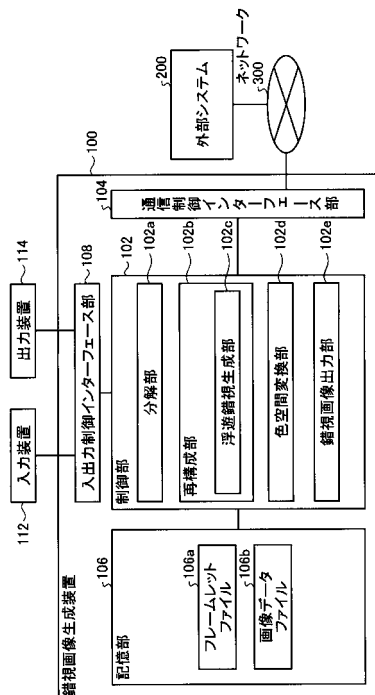 錯視画像生成装置
100
112
入力装置
114
出力装置
108
入出力制御インターフェース部
106
記憶部
106a
フレームレット
ファイル
106b
画像データ
ファイル
102
制御部
102a
分解部
102b
再構成部
102c
浮遊錯視生成部
102d
色空間変換部
102e
錯視画像出力部
104
通信制御インターフェース部
200
外部システム
ネットワーク
300